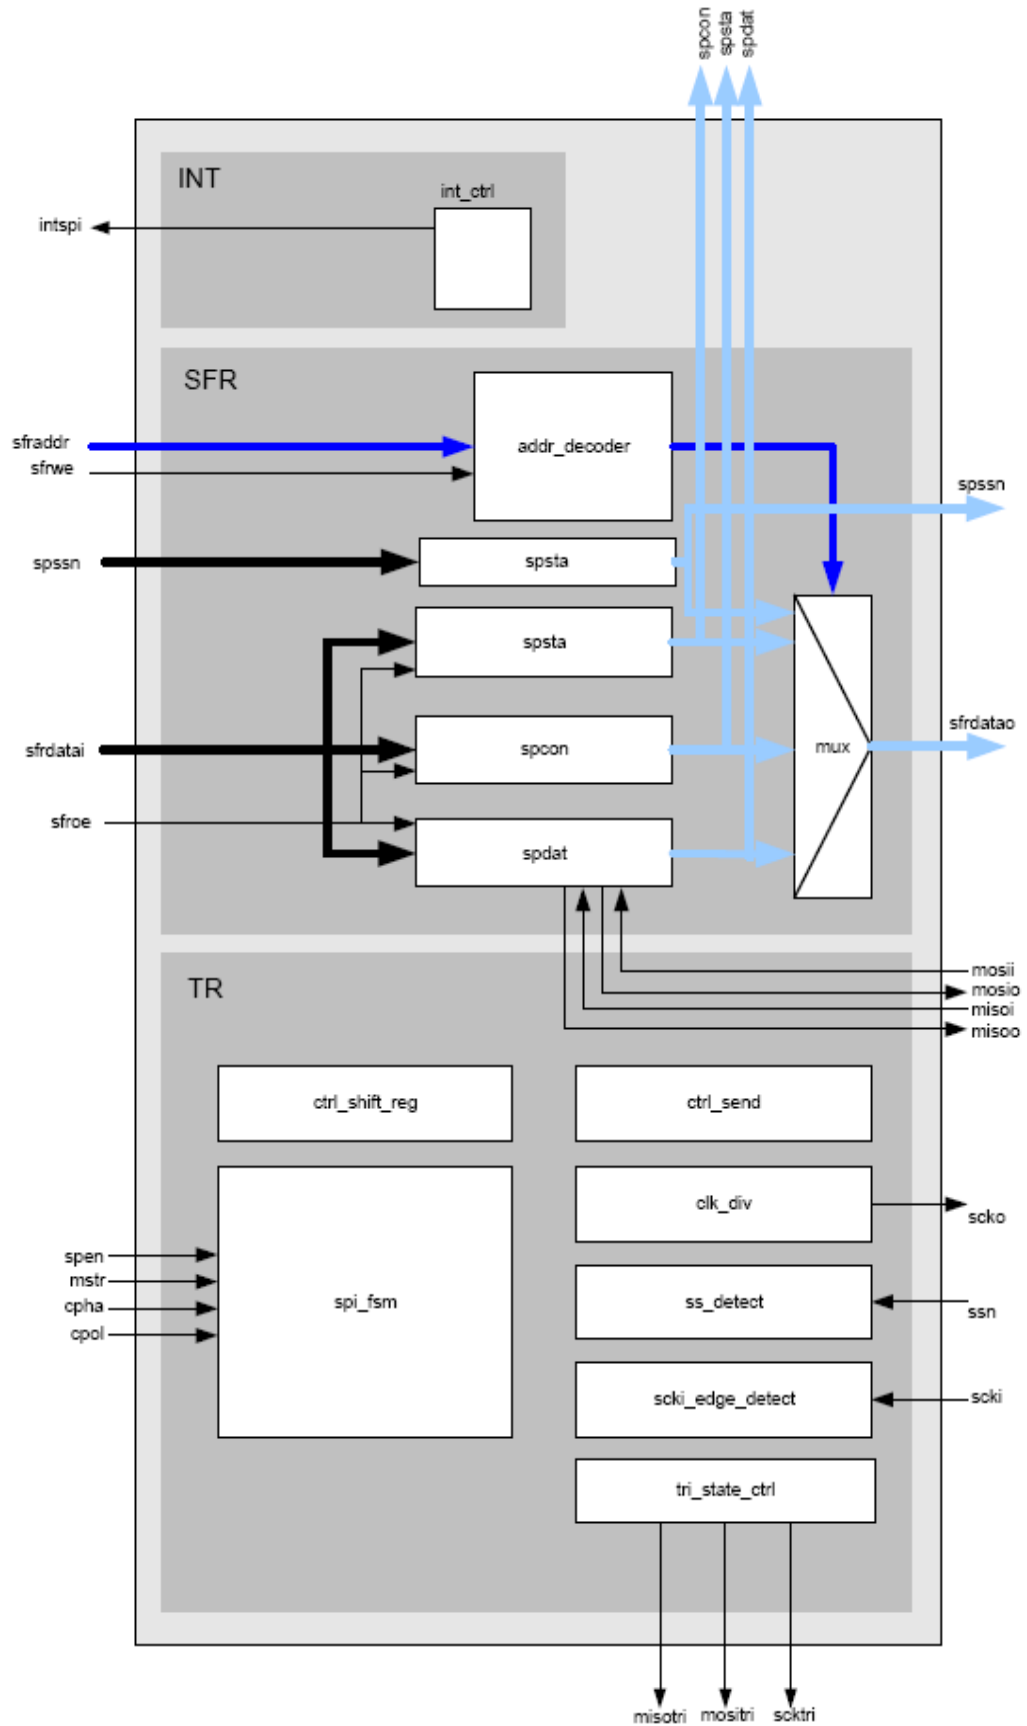 spcon
spsta
spdat
INT
int_ctrl
intspi
SFR
sfraddr
addr_decoder
sfrwe
spssn
spssn
spsta
spsta
sfrdatao
sfrdatai
spcon
mux
sfroe
spdat
mosii
TR
mosio
misoi
misoo
ctrl_shift_reg
ctrl_send
clk_div
scko
spen
mstr
spi_fsm
ss_detect
cpha
ssn
cpol
scki_edge_detect
scki
tri_state_ctrl
misotri
mositri
scktri